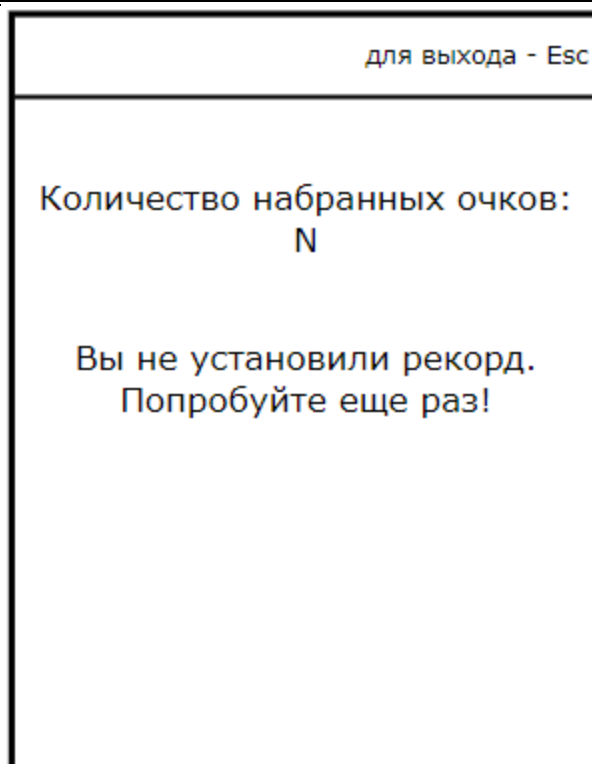 для выхода - Esc
Количество набранных очков:
N
Вы не установили рекорд.
Попробуйте еще раз!